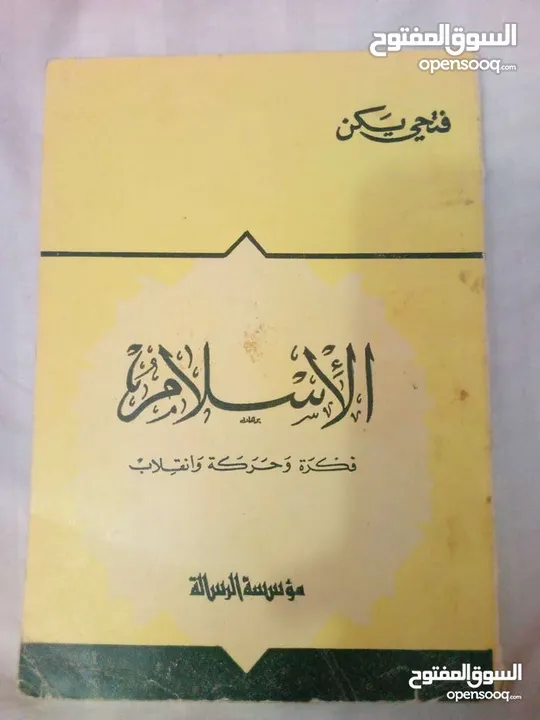 السوق المفتوح
opensooq.com
فتحي يكن
الإسلام
فكرة وحركة وانقلاب
مؤسسة الرسالة
السوق المفتوح
opensooq.com